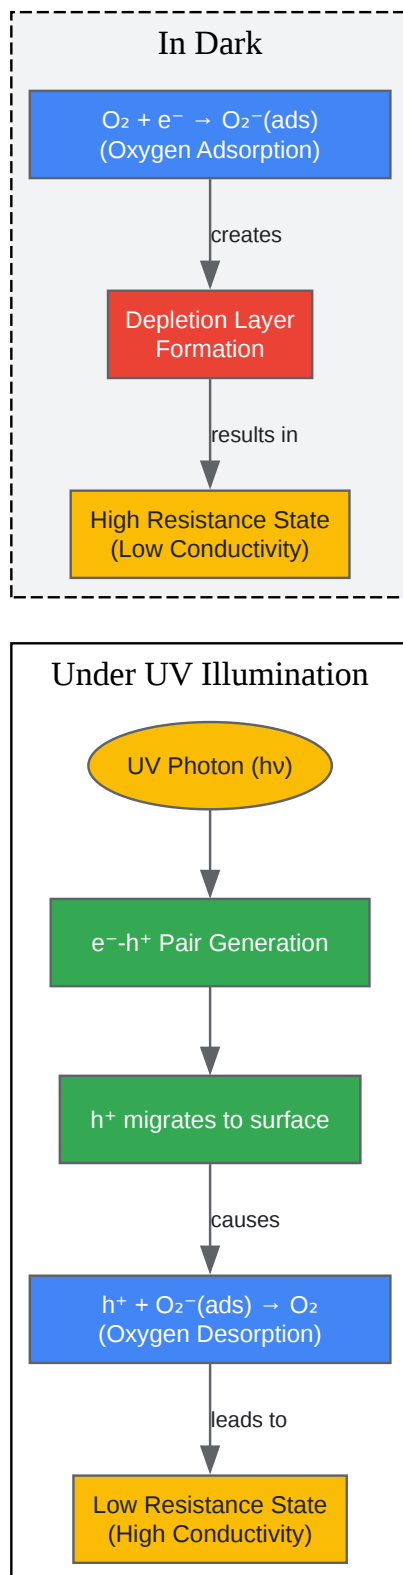 In Dark
O₂ + e⁻ → O₂⁻(ads)
(Oxygen Adsorption)
creates
Depletion Layer
Formation
results in
High Resistance State
(Low Conductivity)
Under UV Illumination
UV Photon (hν)
e⁻-h⁺ Pair Generation
h⁺ migrates to surface
causes
h⁺ + O₂⁻(ads) → O₂
(Oxygen Desorption)
leads to
Low Resistance State
(High Conductivity)